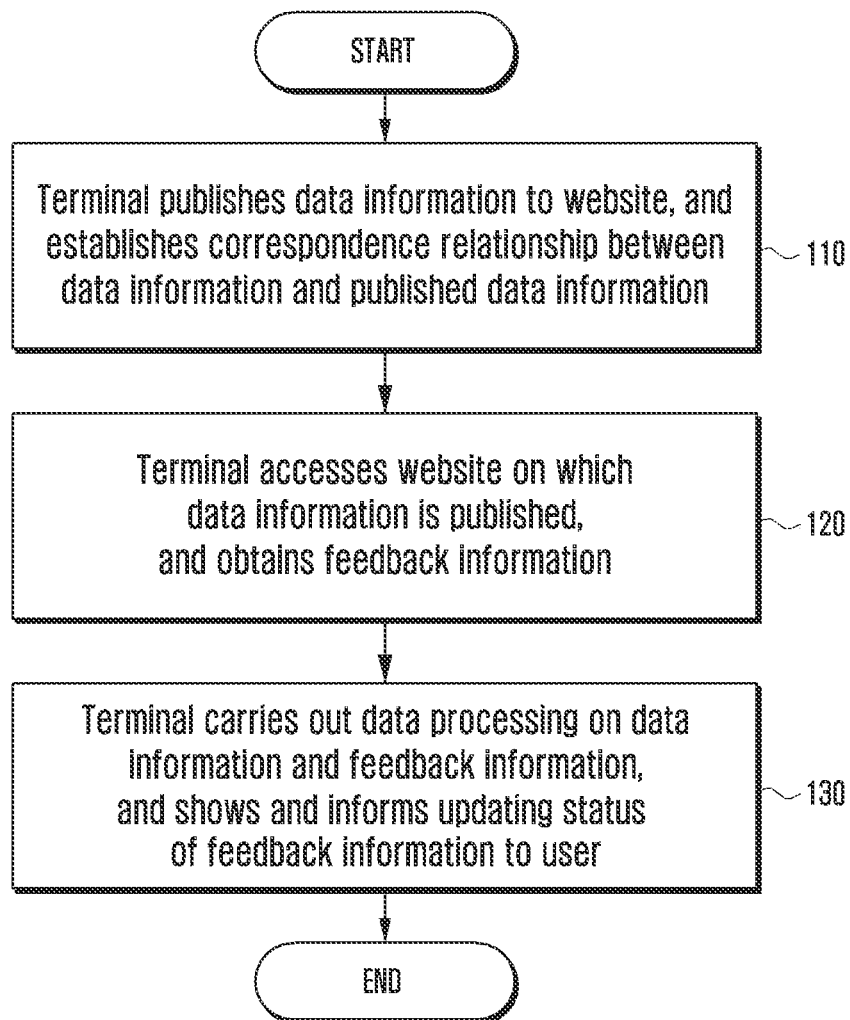 START
Terminal publishes data information to website, and
establishes correspondence relationship between
data information and published data information
110
Terminal accesses website on which
data information is published,
and obtains feedback information
120
Terminal carries out data processing on data
information and feedback information,
and shows and informs updating status
of feedback information to user
130
END